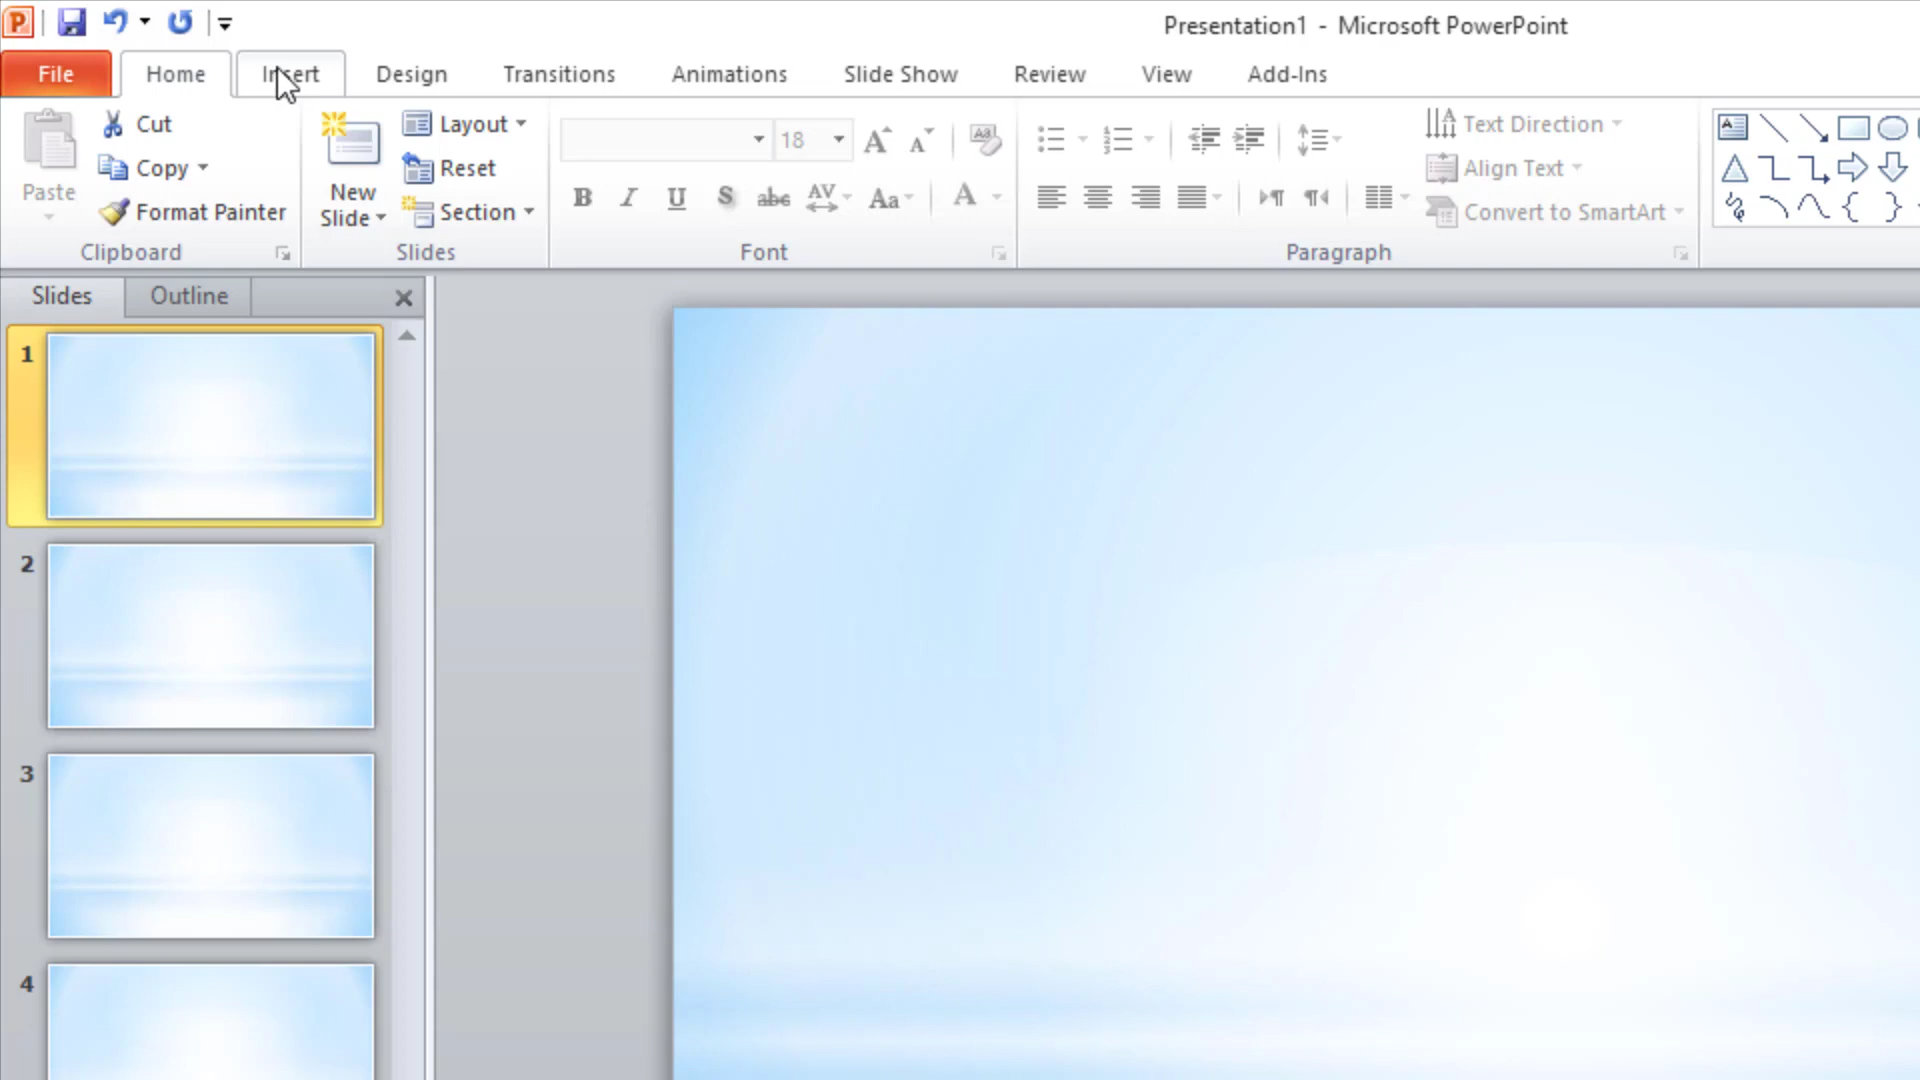 Presentation1 - Microsoft PowerPoint
File Home Insert Design Transitions Animations Slide Show Review View Add-Ins
Paste
Cut
Copy
Format Painter
Clipboard
New
Slide
Layout
Reset
Section
Slides
18
Font
Text Direction
Align Text
Convert to SmartArt
Paragraph
Slides Outline
1
2
3
4